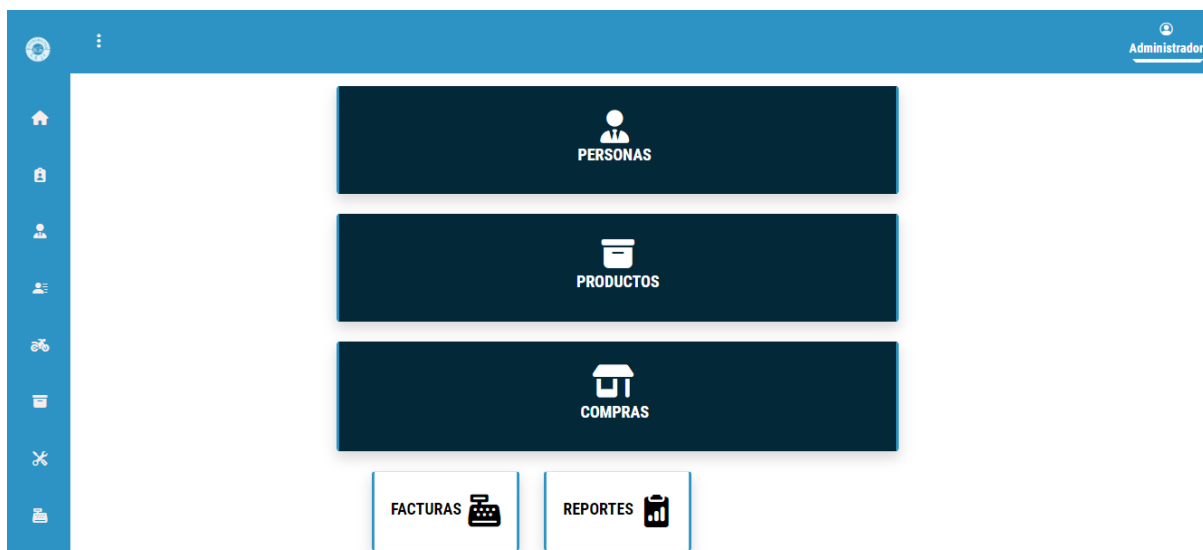 Administrador
PERSONAS
PRODUCTOS
COMPRAS
FACTURAS
REPORTES